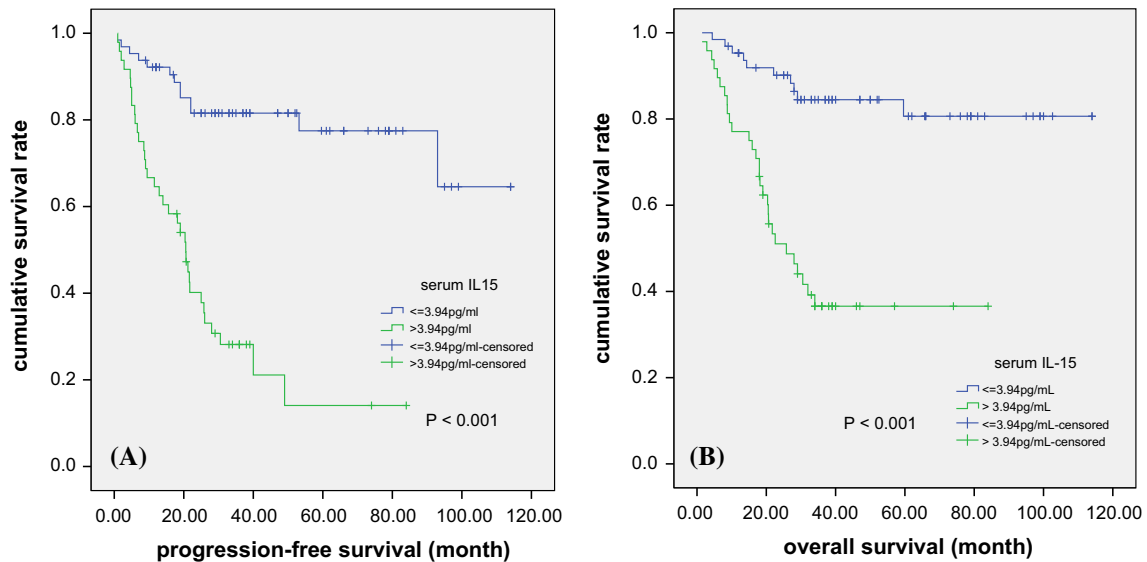 1.0
0.8
0.6
0.4
0.2
0.0
cumulative survival rate
serum IL15
<=3.94pg/ml
>3.94pg/ml
<=3.94pg/ml-censored
>3.94pg/ml-censored
P < 0.001
(A)
0.00 20.00 40.00 60.00 80.00 100.00 120.00
progression-free survival (month)
1.0
0.8
0.6
0.4
0.2
0.0
cumulative survival rate
serum IL-15
<=3.94pg/mL
> 3.94pg/mL
<=3.94pg/mL-censored
> 3.94pg/mL-censored
P < 0.001
(B)
0.00 20.00 40.00 60.00 80.00 100.00 120.00
overall survival (month)